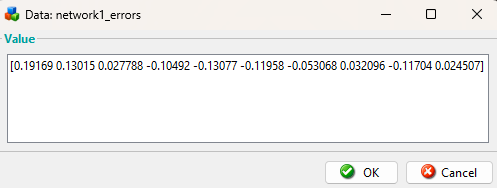 Data: network1_errors
Value
[0.19169 0.13015 0.027788 -0.10492 -0.13077 -0.11958 -0.053068 0.032096 -0.11704 0.024507]
OK
Cancel